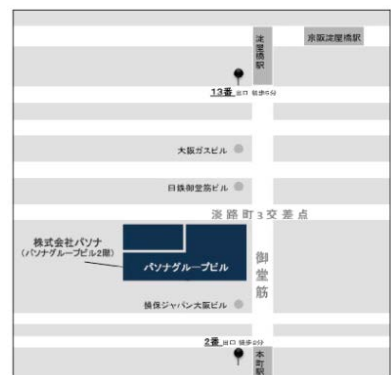 淀屋橋駅
京阪淀屋橋駅
13番 出口 徒歩5分
大阪ガスビル
日鉄御堂筋ビル
淡路町3交差点
株式会社パソナ
(パソナグループビル2階)
パソナグループビル
御堂筋
損保ジャパン大阪ビル
2番 出口 徒歩2分
本町駅